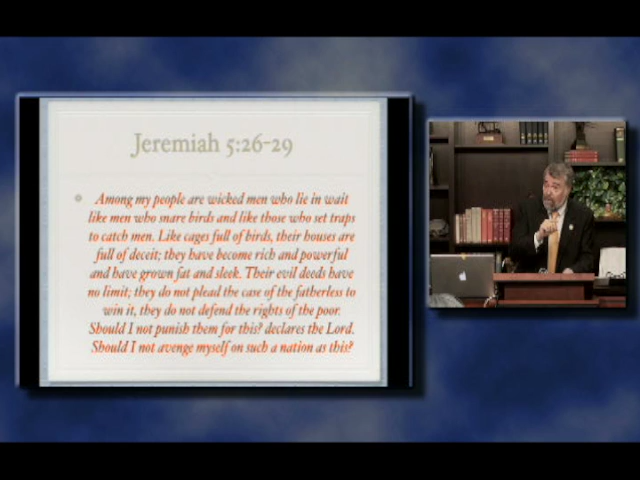 Jeremiah 5:26-29
Among my people are wicked men who lie in wait
like men who snare birds and like those who set traps
to catch men. Like cages full of birds, their houses are
full of deceit; they have become rich and powerful
and have grown fat and sleek. Their evil deeds have
no limit; they do not plead the case of the fatherless to
win it, they do not defend the rights of the poor.
Should I not punish them for this? declares the Lord.
Should I not avenge myself on such a nation as this?